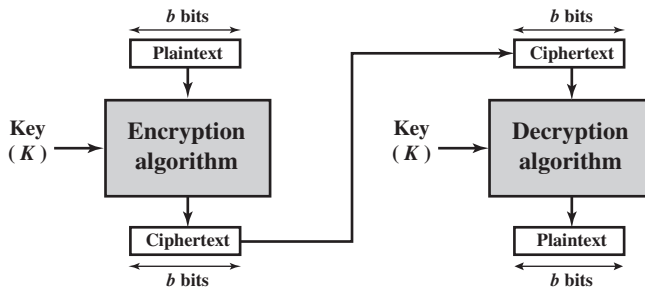 b bits
Plaintext
Key
( K )
Encryption
algorithm
Ciphertext
b bits
b bits
Ciphertext
Key
( K )
Decryption
algorithm
Plaintext
b bits